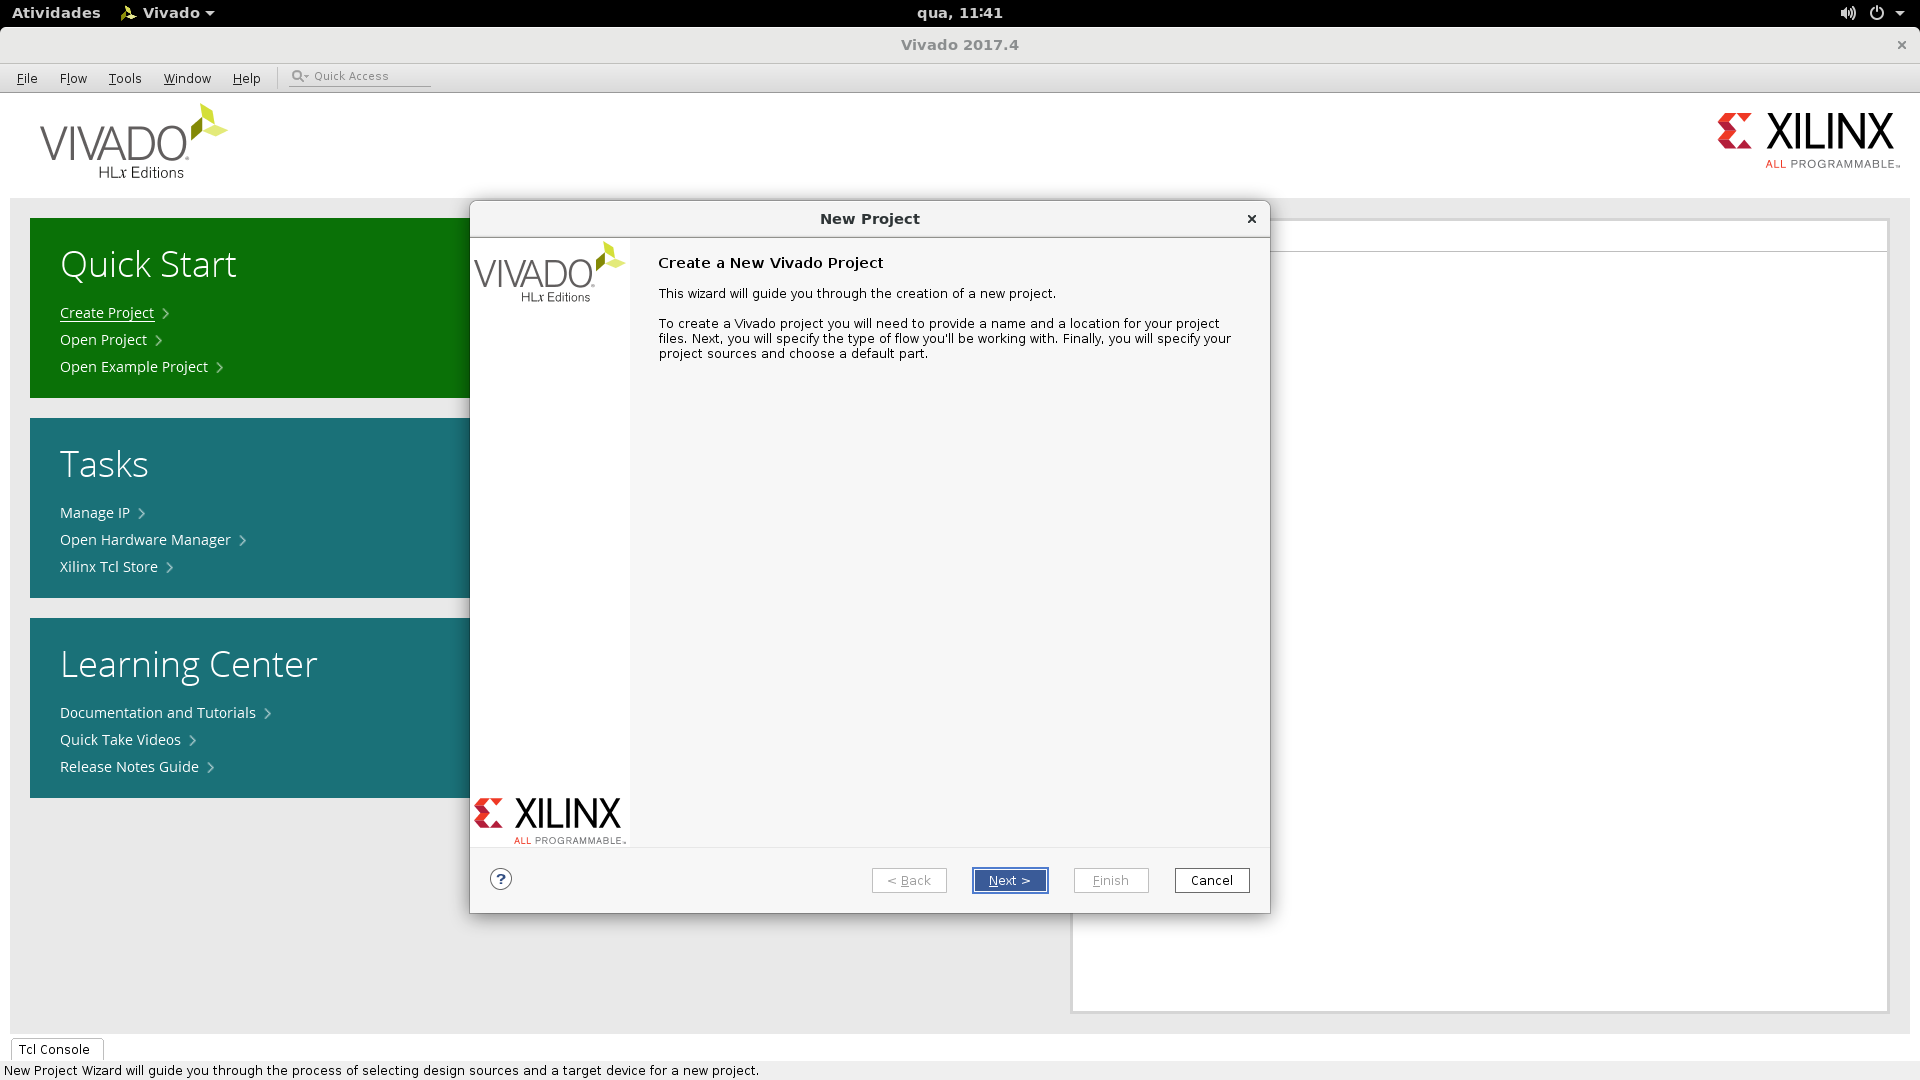 Atividades
Vivado
qua, 11:41
Vivado 2017.4
File Flow Tools Window Help
Quick Access
VIVADO
HLx Editions
XILINX
ALL PROGRAMMABLE™
Quick Start
Create Project
Open Project
Open Example Project
Tasks
Manage IP
Open Hardware Manager
Xilinx Tcl Store
Learning Center
Documentation and Tutorials
Quick Take Videos
Release Notes Guide
New Project
VIVADO
HLx Editions
Create a New Vivado Project
This wizard will guide you through the creation of a new project.
To create a Vivado project you will need to provide a name and a location for your project
files. Next, you will specify the type of flow you'll be working with. Finally, you will specify your
project sources and choose a default part.
XILINX
ALL PROGRAMMABLE™
?
< Back
Next >
Finish
Cancel
Tcl Console
New Project Wizard will guide you through the process of selecting design sources and a target device for a new project.